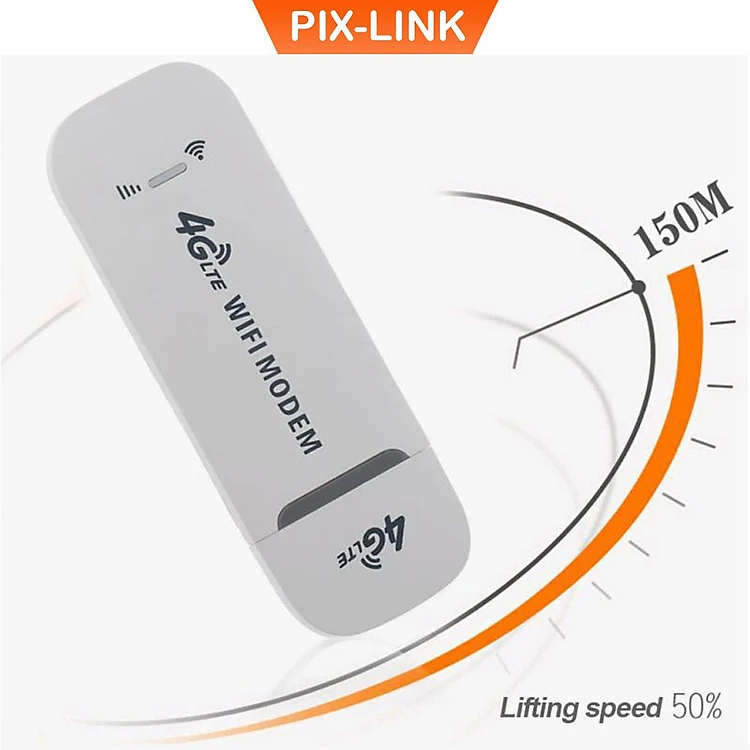 PIX-LINK
150M
4G LTE WIFI MODEM
4G LTE
Lifting speed 50%